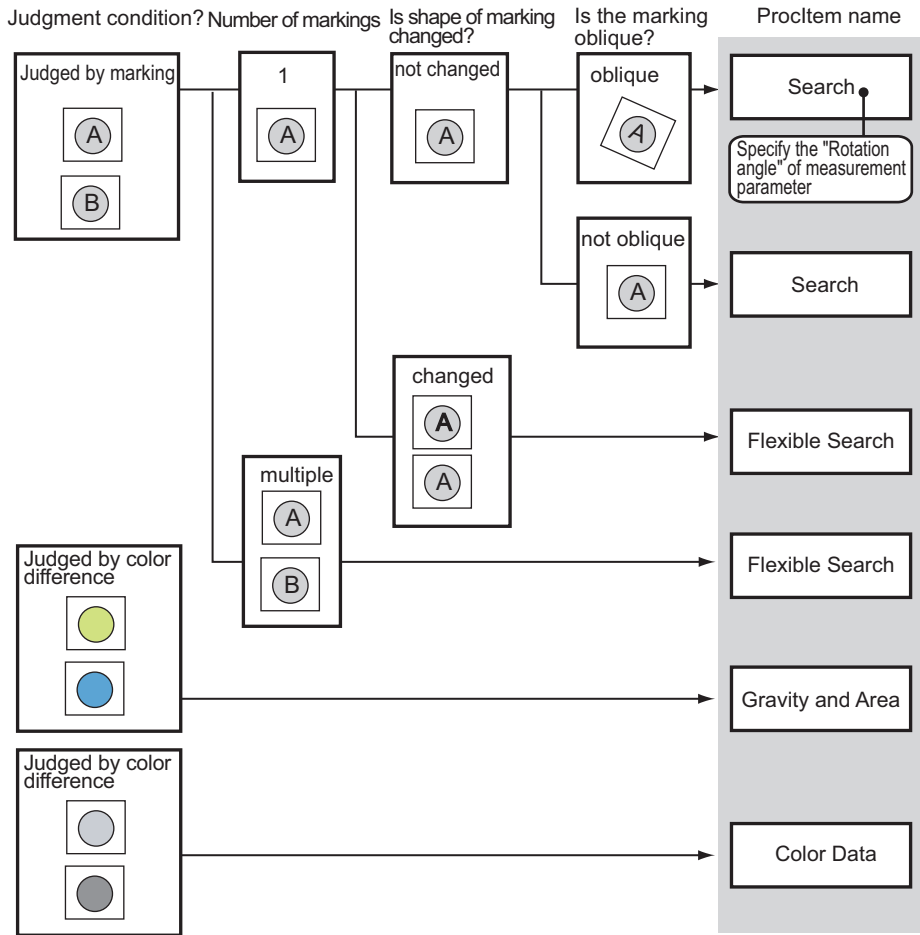 Judgment condition?
Number of markings
Is shape of marking
changed?
Is the marking
oblique?
ProcItem name
Judged by marking
A
B
1
A
not changed
A
oblique
A
Search
Specify the "Rotation
angle" of measurement
parameter
not oblique
A
Search
changed
A
A
Flexible Search
multiple
A
B
Flexible Search
Judged by color
difference
Gravity and Area
Judged by color
difference
Color Data